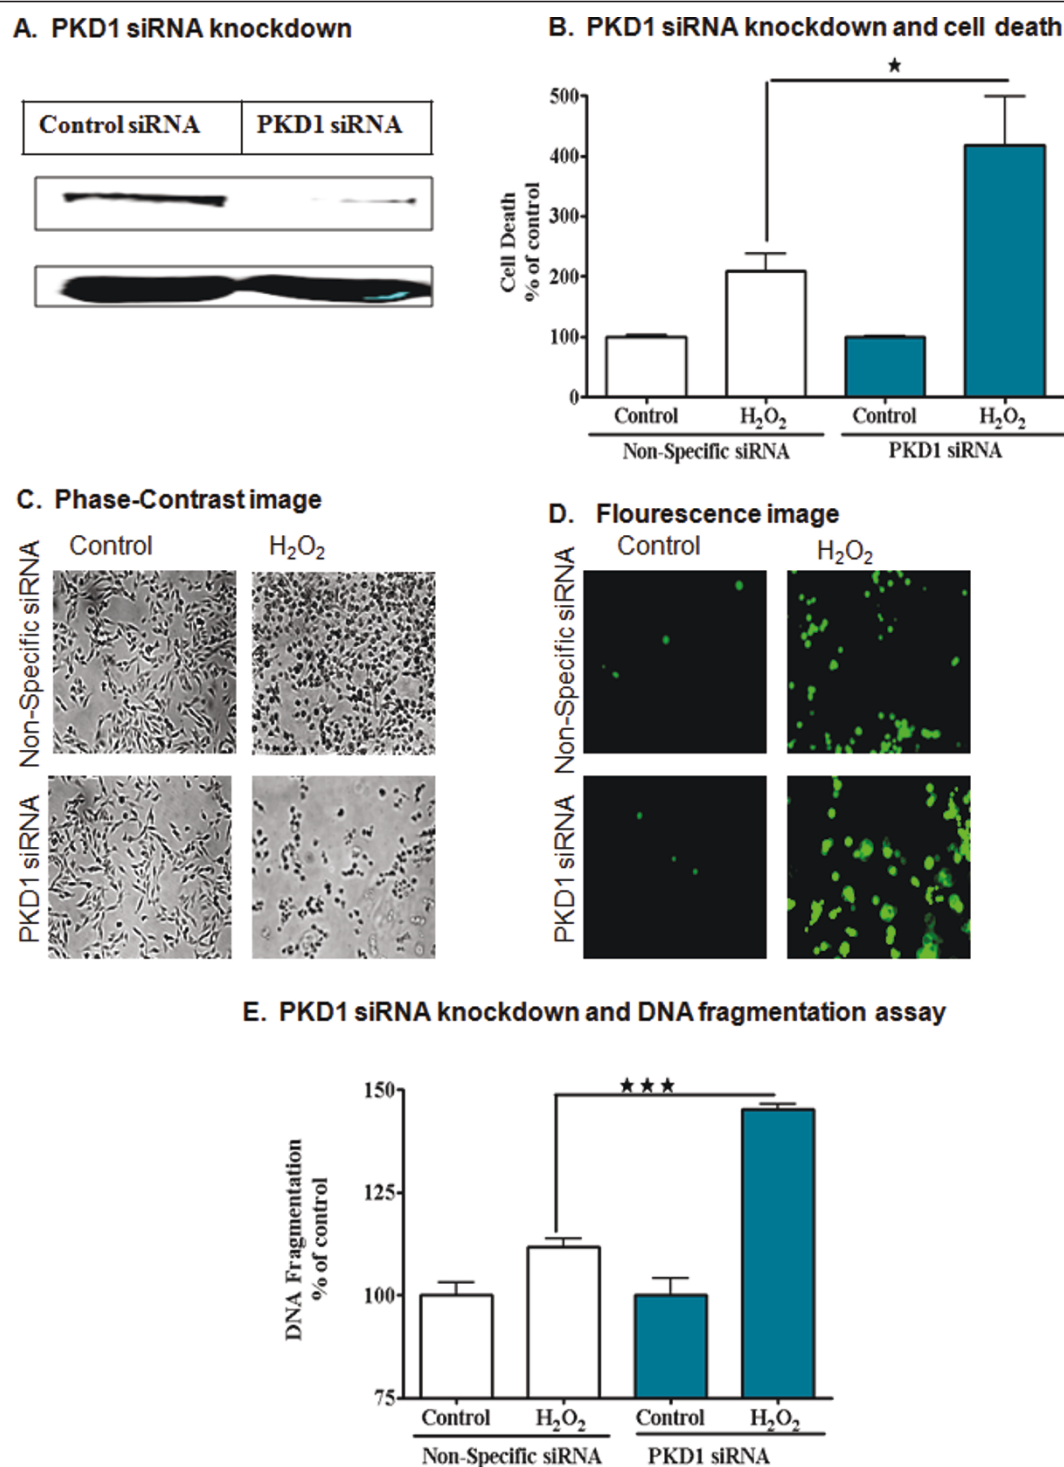 A. PKD1 siRNA knockdown
Control siRNA
PKD1 siRNA
B. PKD1 siRNA knockdown and cell death
★
500
400
300
200
100
0
Cell Death
% of control
Control
H₂O₂
Control
H₂O₂
Non-Specific siRNA
PKD1 siRNA
C. Phase-Contrast image
Control
H₂O₂
Non-Specific siRNA
PKD1 siRNA
D. Flourescence image
Control
H₂O₂
Non-Specific siRNA
PKD1 siRNA
E. PKD1 siRNA knockdown and DNA fragmentation assay
★★★
150
125
100
75
DNA Fragmentation
% of control
Control
H₂O₂
Control
H₂O₂
Non-Specific siRNA
PKD1 siRNA